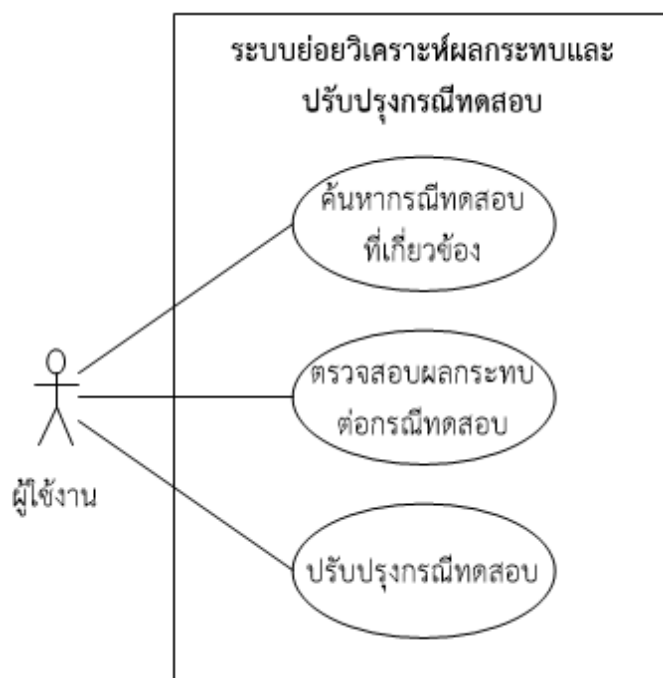 ระบบย่อยวิเคราะห์ผลกระทบและ
ปรับปรุงกรณีทดสอบ
ค้นหากรณีทดสอบ
ที่เกี่ยวข้อง
ตรวจสอบผลกระทบ
ต่อกรณีทดสอบ
ผู้ใช้งาน
ปรับปรุงกรณีทดสอบ